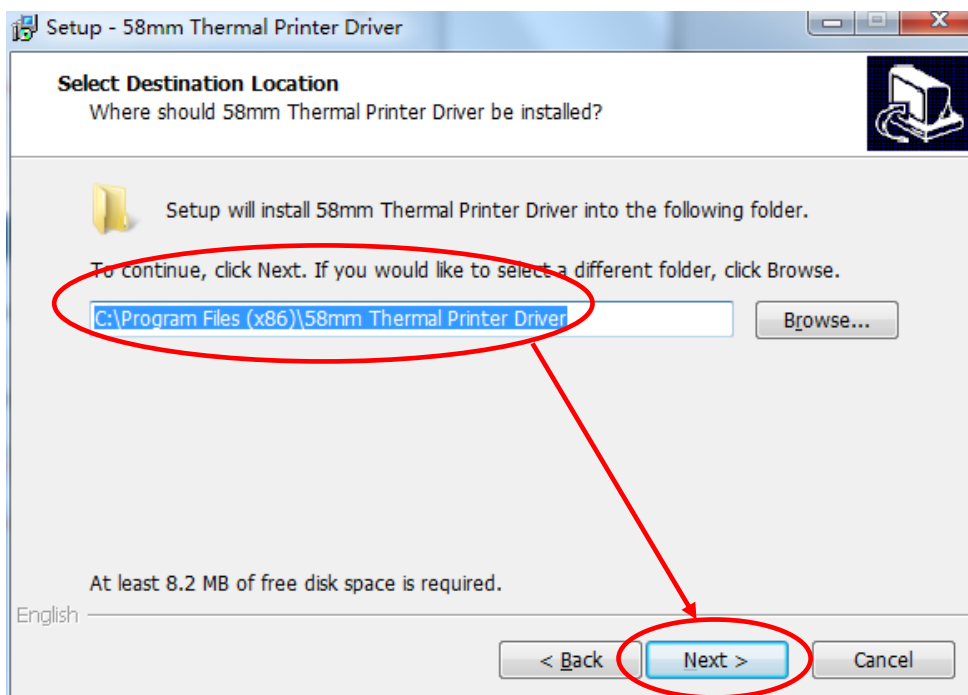 Setup - 58mm Thermal Printer Driver
Select Destination Location
Where should 58mm Thermal Printer Driver be installed?
Setup will install 58mm Thermal Printer Driver into the following folder.
To continue, click Next. If you would like to select a different folder, click Browse.
C:\Program Files (x86)\58mm Thermal Printer Driver
Browse...
At least 8.2 MB of free disk space is required.
English
< Back
Next >
Cancel